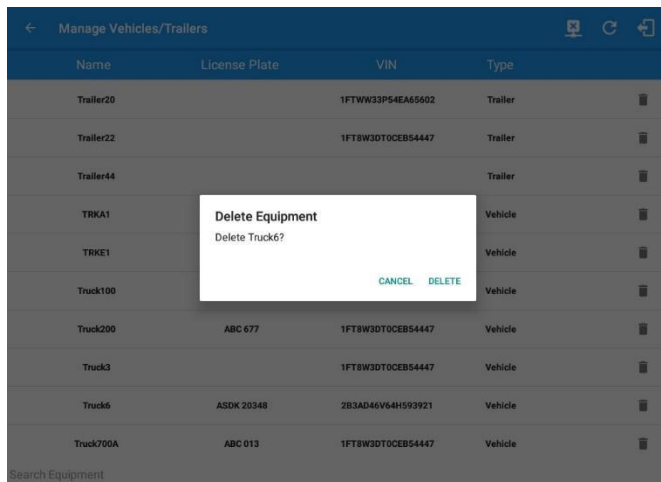 Manage Vehicles/Trailers
Name License Plate VIN Type
Trailer20 1FTWW33P54EA65602 Trailer
Trailer22 1FT8W3DT0CEB54447 Trailer
Trailer44 Trailer
TRKA1 Vehicle
Delete Equipment
Delete Truck6?
TRKE1 Vehicle
CANCEL DELETE
Truck100 Vehicle
Truck200 ABC 677 1FT8W3DT0CEB54447 Vehicle
Truck3 1FT8W3DT0CEB54447 Vehicle
Truck6 ASDK 20348 2B3AD46V64H593921 Vehicle
Truck700A ABC 013 1FT8W3DT0CEB54447 Vehicle
Search Equipment